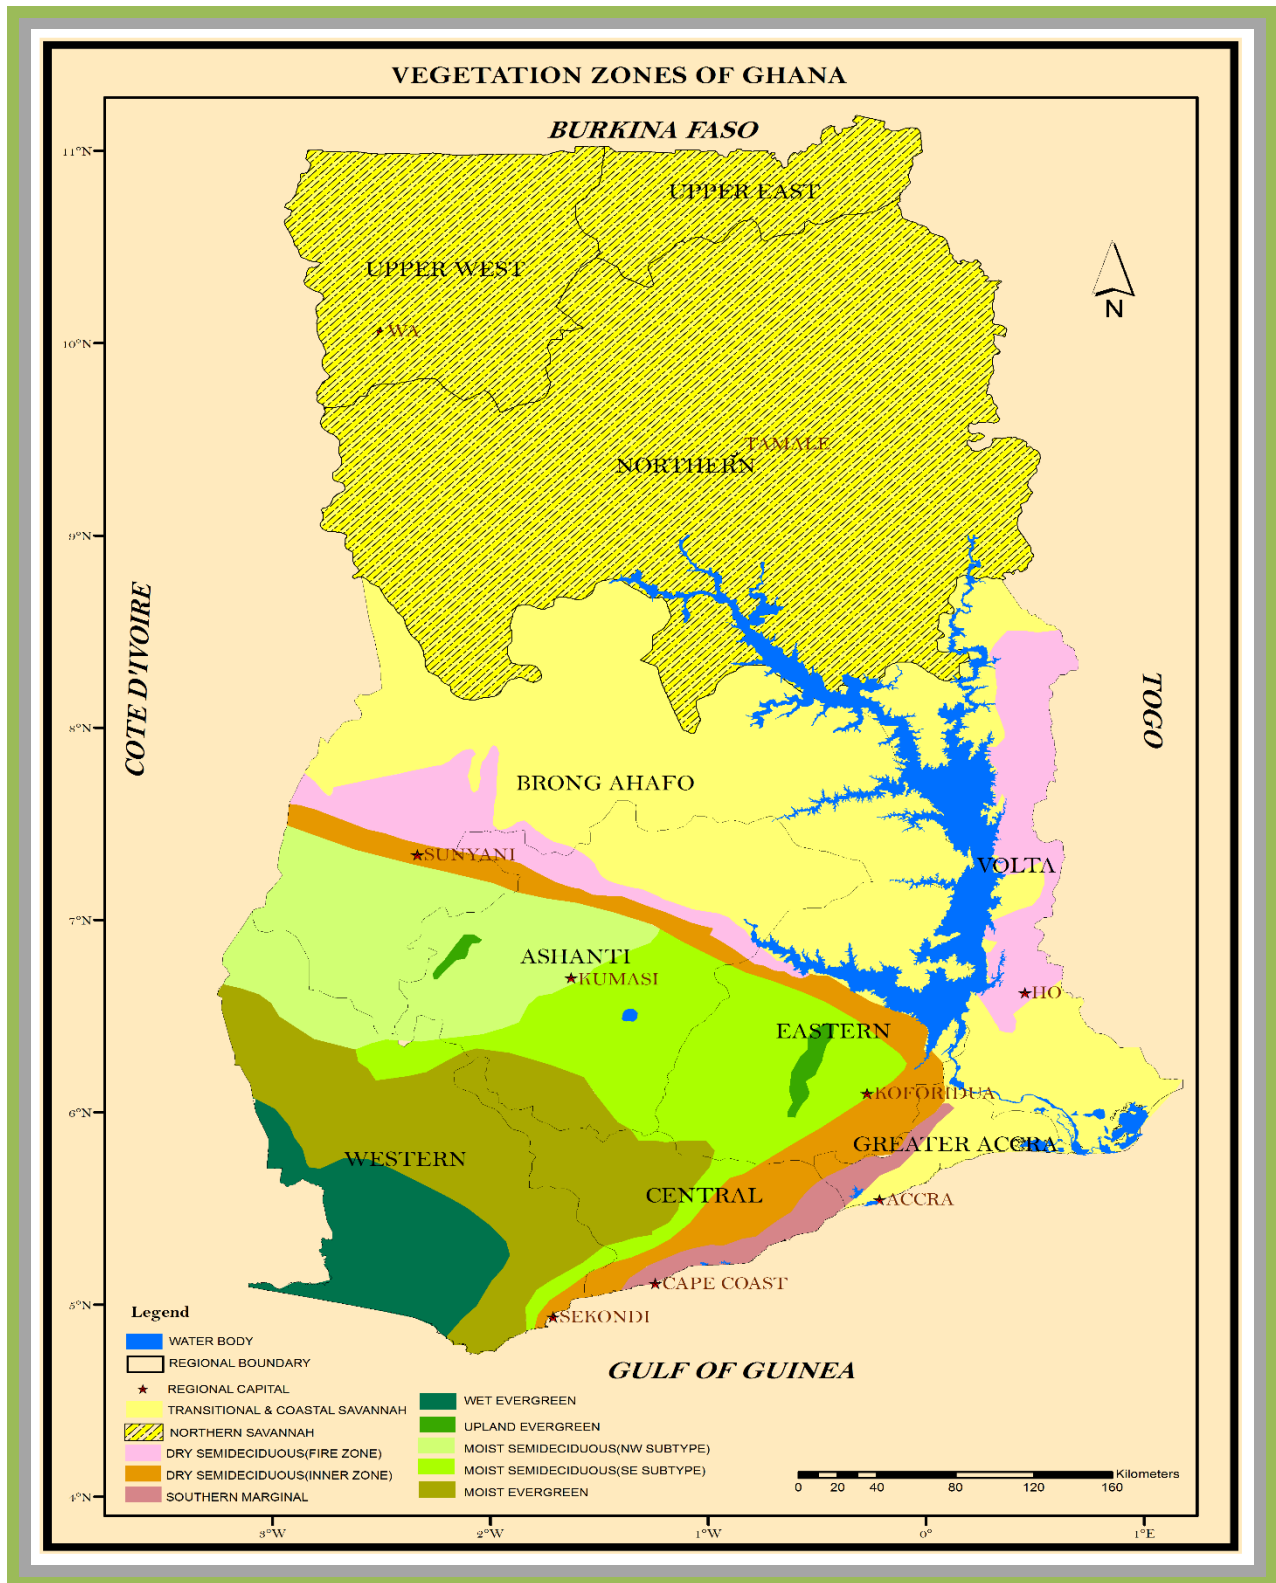 VEGETATION ZONES OF GHANA
BURKINA FASO
11°N
UPPER EAST
UPPER WEST
N
WA
10°N
TAMALE
NORTHERN
9°N
COTE D'IVOIRE
TOGO
8°N
BRONG AHAFO
SUNYANI
VOLTA
7°N
ASHANTI
KUMASI
HO
EASTERN
KOFORIDUA
6°N
GREATER ACCRA
WESTERN
CENTRAL
ACCRA
CAPE COAST
5°N
SEKONDI
GULF OF GUINEA
Legend
WATER BODY
REGIONAL BOUNDARY
REGIONAL CAPITAL
TRANSITIONAL & COASTAL SAVANNAH
NORTHERN SAVANNAH
DRY SEMIDECIDUOUS(FIRE ZONE)
DRY SEMIDECIDUOUS(INNER ZONE)
SOUTHERN MARGINAL
WET EVERGREEN
UPLAND EVERGREEN
MOIST SEMIDECIDUOUS(NW SUBTYPE)
MOIST SEMIDECIDUOUS(SE SUBTYPE)
MOIST EVERGREEN
Kilometers
0 20 40 80 120 160
4°N
3°W 2°W 1°W 0° 1°E